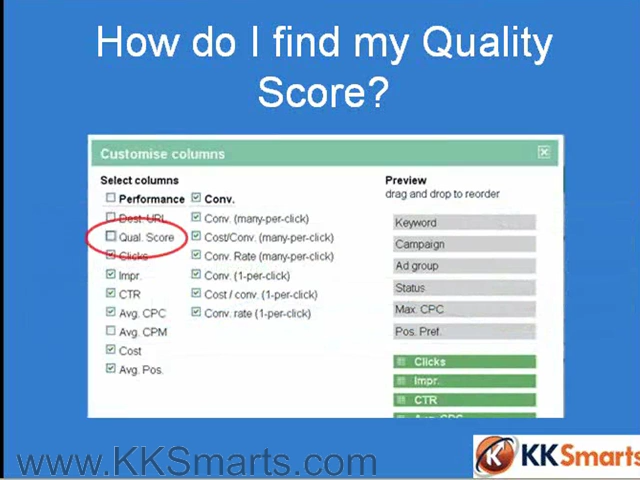 How do I find my Quality
Score?
Customise columns
Select columns
Performance
Dest. URL
Qual. Score
Clicks
Impr.
CTR
Avg. CPC
Avg. CPM
Cost
Avg. Pos.
Conv.
Conv. (many-per-click)
Cost/Conv. (many-per-click)
Conv. Rate (many-per-click)
Conv. (1-per-click)
Cost / conv. (1-per-click)
Conv. rate (1-per-click)
Preview
drag and drop to reorder
Keyword
Campaign
Ad group
Status
Max. CPC
Pos. Pref.
Clicks
Impr.
CTR
Avg. CPC
www.KKSmarts.com
KKSmarts